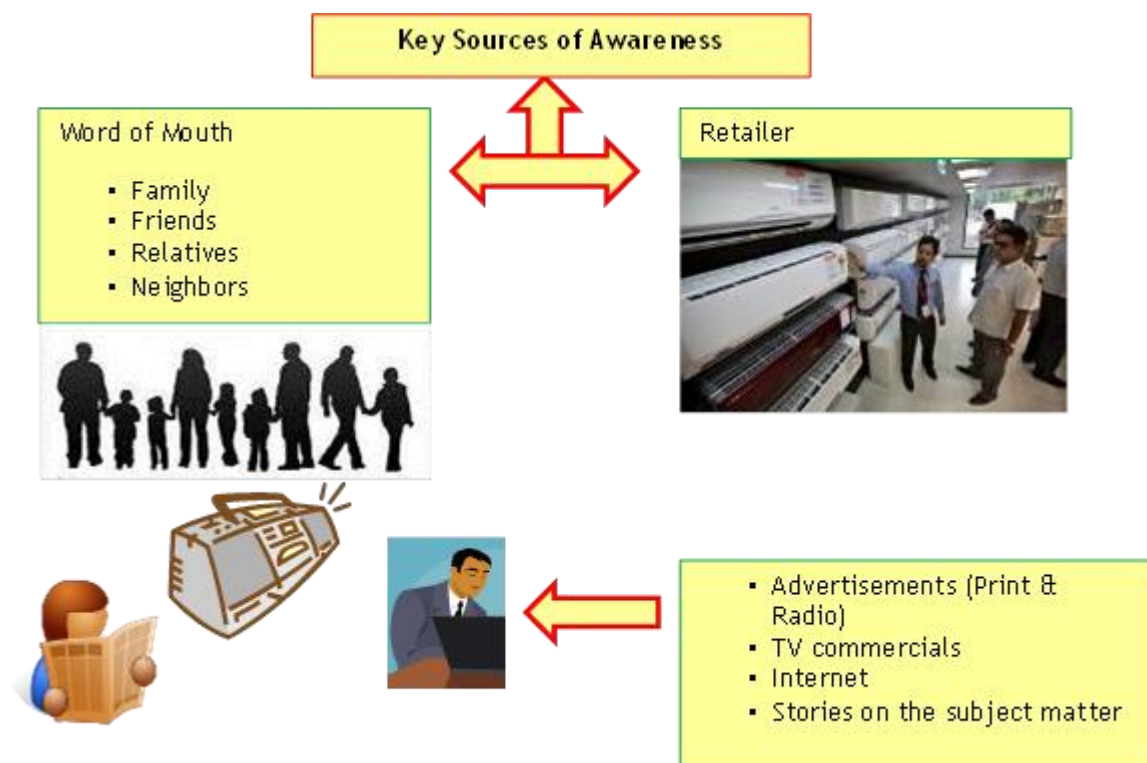 Key Sources of Awareness
Word of Mouth
▪ Family
▪ Friends
▪ Relatives
▪ Neighbors
Retailer
▪ Advertisements (Print &
Radio)
▪ TV commercials
▪ Internet
▪ Stories on the subject matter